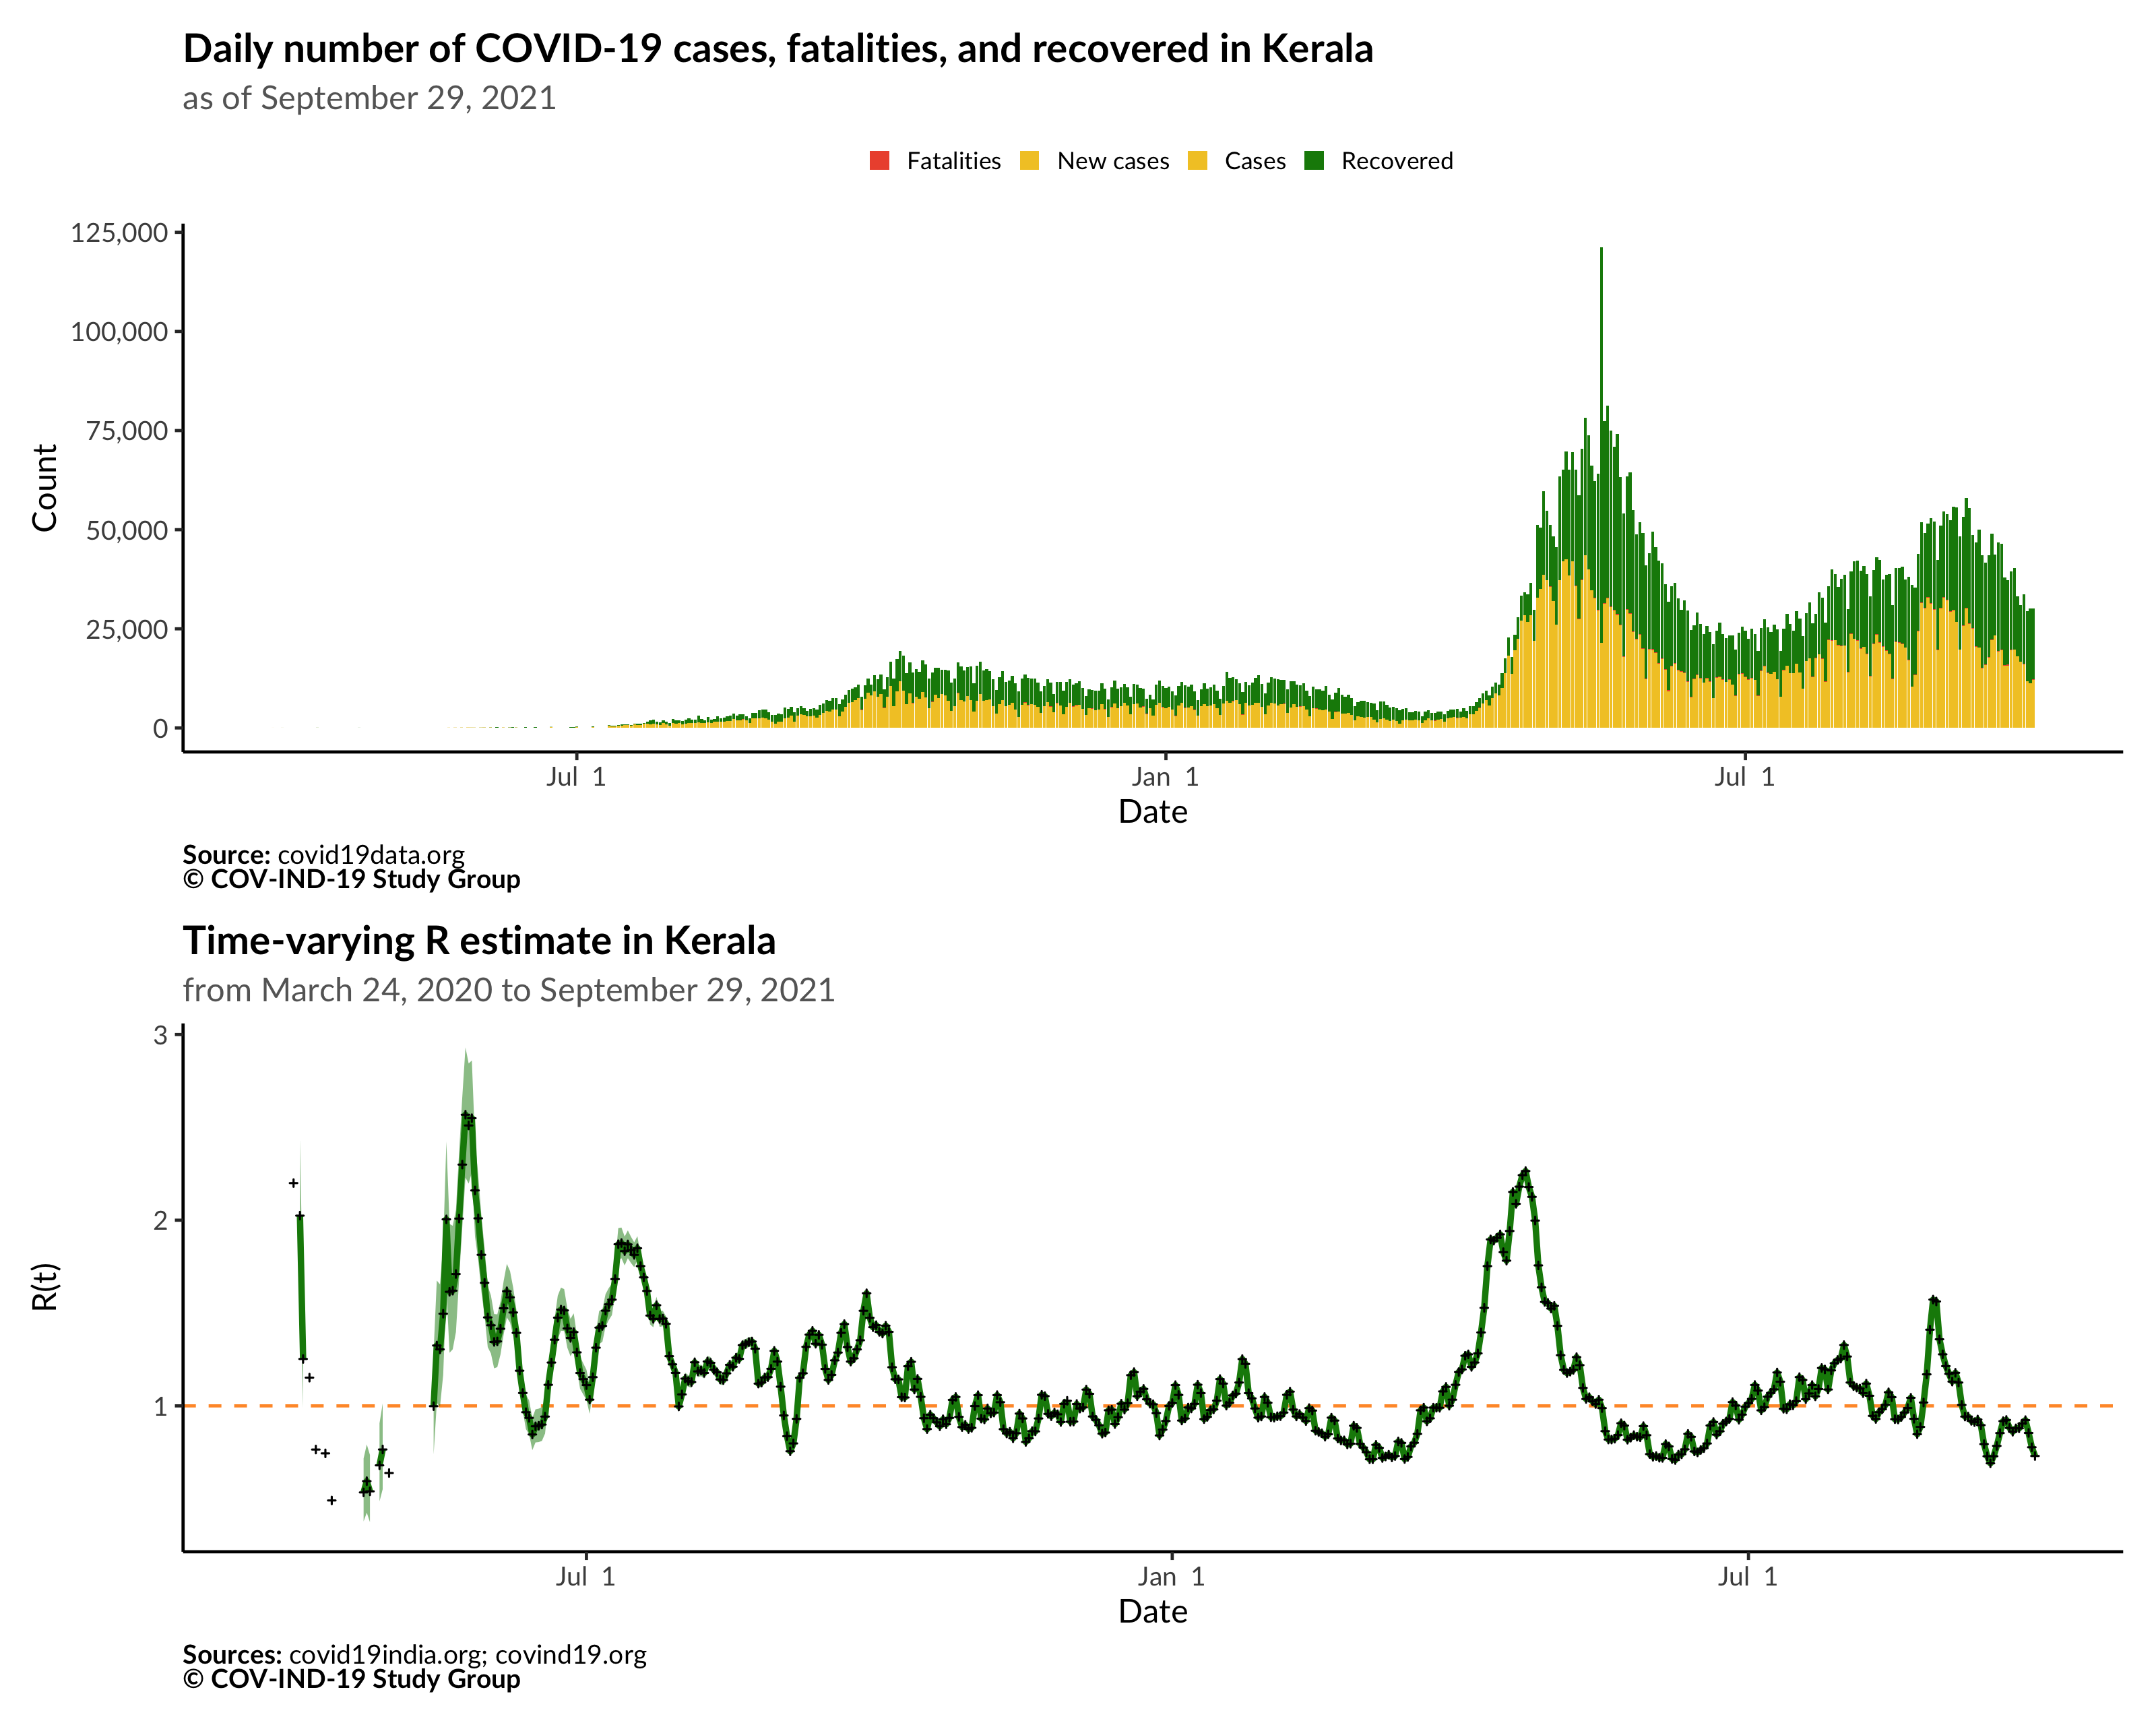 Daily number of COVID-19 cases, fatalities, and recovered in Kerala
as of September 29, 2021
Fatalities New cases Cases Recovered
125,000
100,000
75,000
50,000
25,000
0
Count
Jul 1 Jan 1 Jul 1
Date
Source: covid19data.org
© COV-IND-19 Study Group
Time-varying R estimate in Kerala
from March 24, 2020 to September 29, 2021
3
2
1
R(t)
Jul 1 Jan 1 Jul 1
Date
Sources: covid19india.org; covind19.org
© COV-IND-19 Study Group